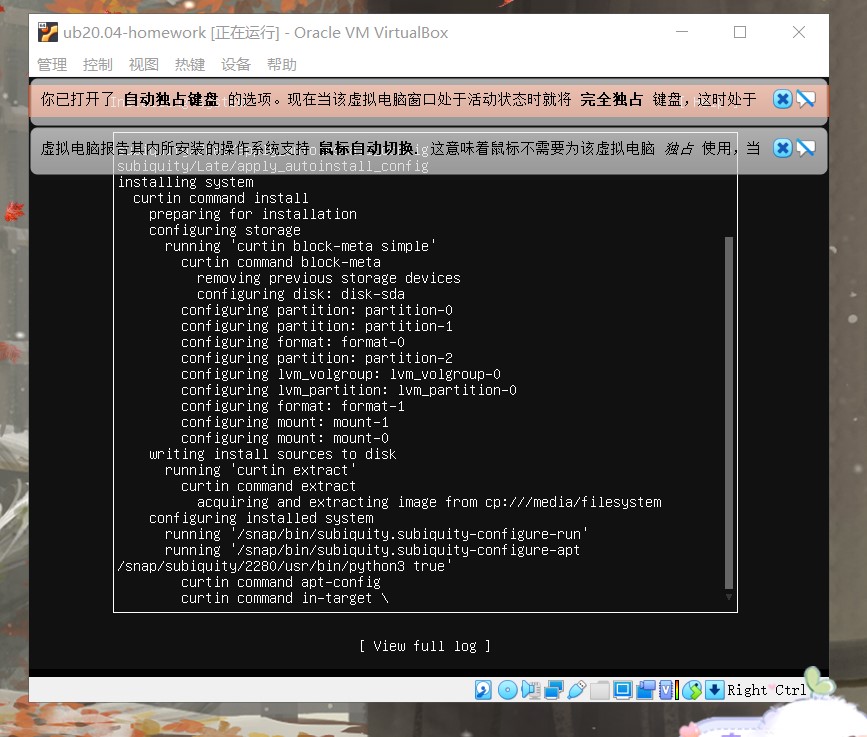 ub20.04-homework [正在运行] - Oracle VM VirtualBox
管理 控制 视图 热键 设备 帮助
你已打开了 自动独占键盘 的选项。现在当该虚拟电脑窗口处于活动状态时就将 完全独占 键盘，这时处于
虚拟电脑报告其内所安装的操作系统支持 鼠标自动切换。这意味着鼠标不需要为该虚拟电脑 独占 使用，当
subiquity/Late/apply_autoinstall_config
installing system
curtin command install
preparing for installation
configuring storage
running 'curtin block-meta simple'
curtin command block-meta
removing previous storage devices
configuring disk: disk-sda
configuring partition: partition-0
configuring partition: partition-1
configuring format: format-0
configuring partition: partition-2
configuring lvm_volgroup: lvm_volgroup-0
configuring lvm_partition: lvm_partition-0
configuring format: format-1
configuring mount: mount-1
configuring mount: mount-0
writing install sources to disk
running 'curtin extract'
curtin command extract
acquiring and extracting image from cp:///media/filesystem
configuring installed system
running '/snap/bin/subiquity.subiquity-configure-run'
running '/snap/bin/subiquity.subiquity-configure-apt
/snap/subiquity/2280/usr/bin/python3 true'
curtin command apt-config
curtin command in-target \
[ View full log ]
Right Ctrl